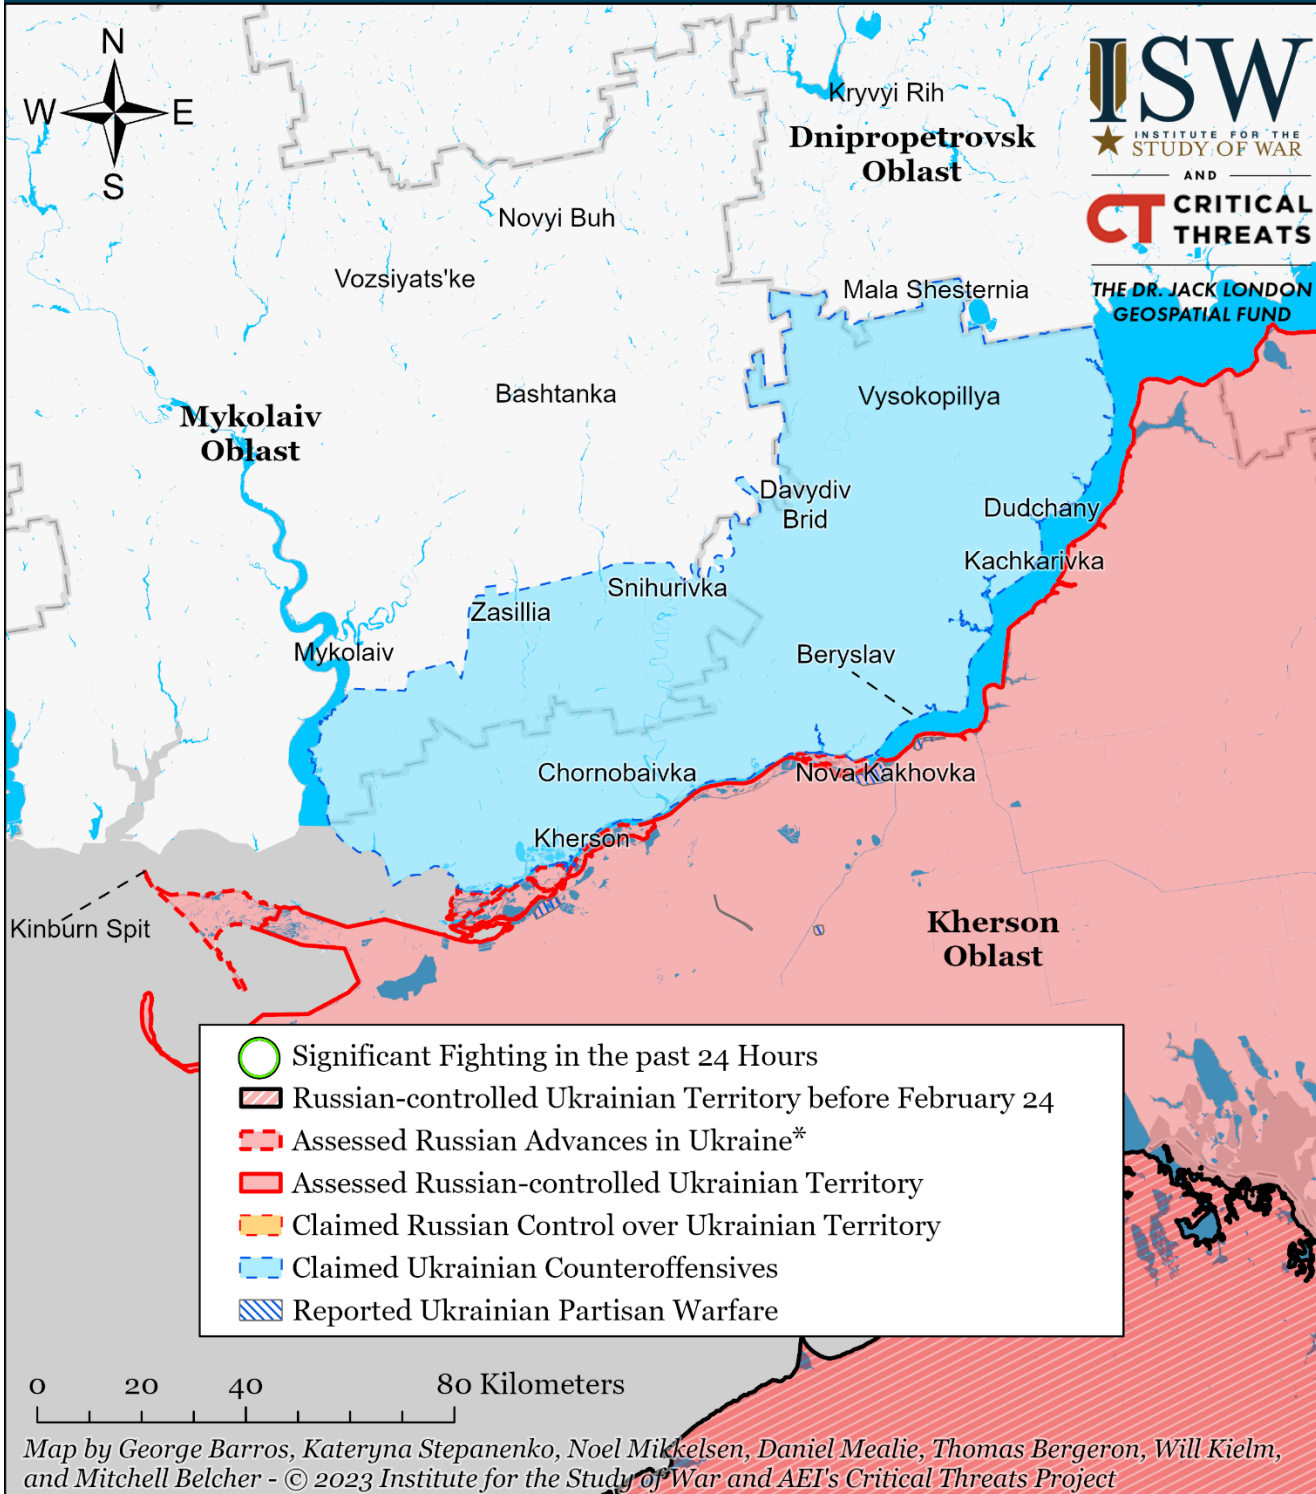 N
W E
S
ISW
INSTITUTE FOR THE
STUDY OF WAR
AND
CT CRITICAL
THREATS
THE DR. JACK LONDON
GEOSPATIAL FUND
Kryvyi Rih
Dnipropetrovsk
Oblast
Novyi Buh
Vozsiyats'ke
Mala Shesternia
Bashtanka
Vysokopillya
Mykolaiv
Oblast
Davydiv
Brid
Dudchany
Kachkarivka
Snihurivka
Zasillia
Mykolaiv
Beryslav
Chornobaivka
Nova Kakhovka
Kherson
Kinburn Spit
Kherson
Oblast
Significant Fighting in the past 24 Hours
Russian-controlled Ukrainian Territory before February 24
Assessed Russian Advances in Ukraine*
Assessed Russian-controlled Ukrainian Territory
Claimed Russian Control over Ukrainian Territory
Claimed Ukrainian Counteroffensives
Reported Ukrainian Partisan Warfare
0 20 40 80 Kilometers
Map by George Barros, Kateryna Stepanenko, Noel Mikkelsen, Daniel Mealie, Thomas Bergeron, Will Kielm,
and Mitchell Belcher - © 2023 Institute for the Study of War and AEI's Critical Threats Project